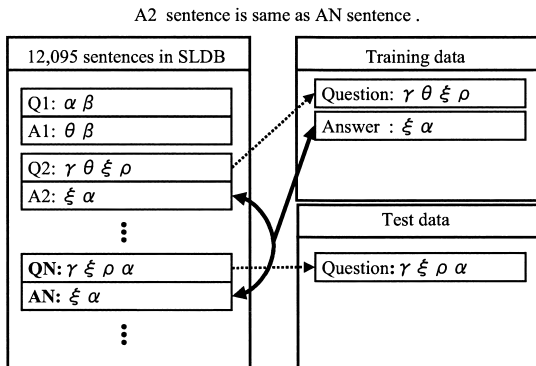 A2 sentence is same as AN sentence .
12,095 sentences in SLDB
Q1: α β
A1: θ β
Q2: γ θ ξ ρ
A2: ξ α
QN: γ ξ ρ α
AN: ξ α
Training data
Question: γ θ ξ ρ
Answer : ξ α
Test data
Question: γ ξ ρ α